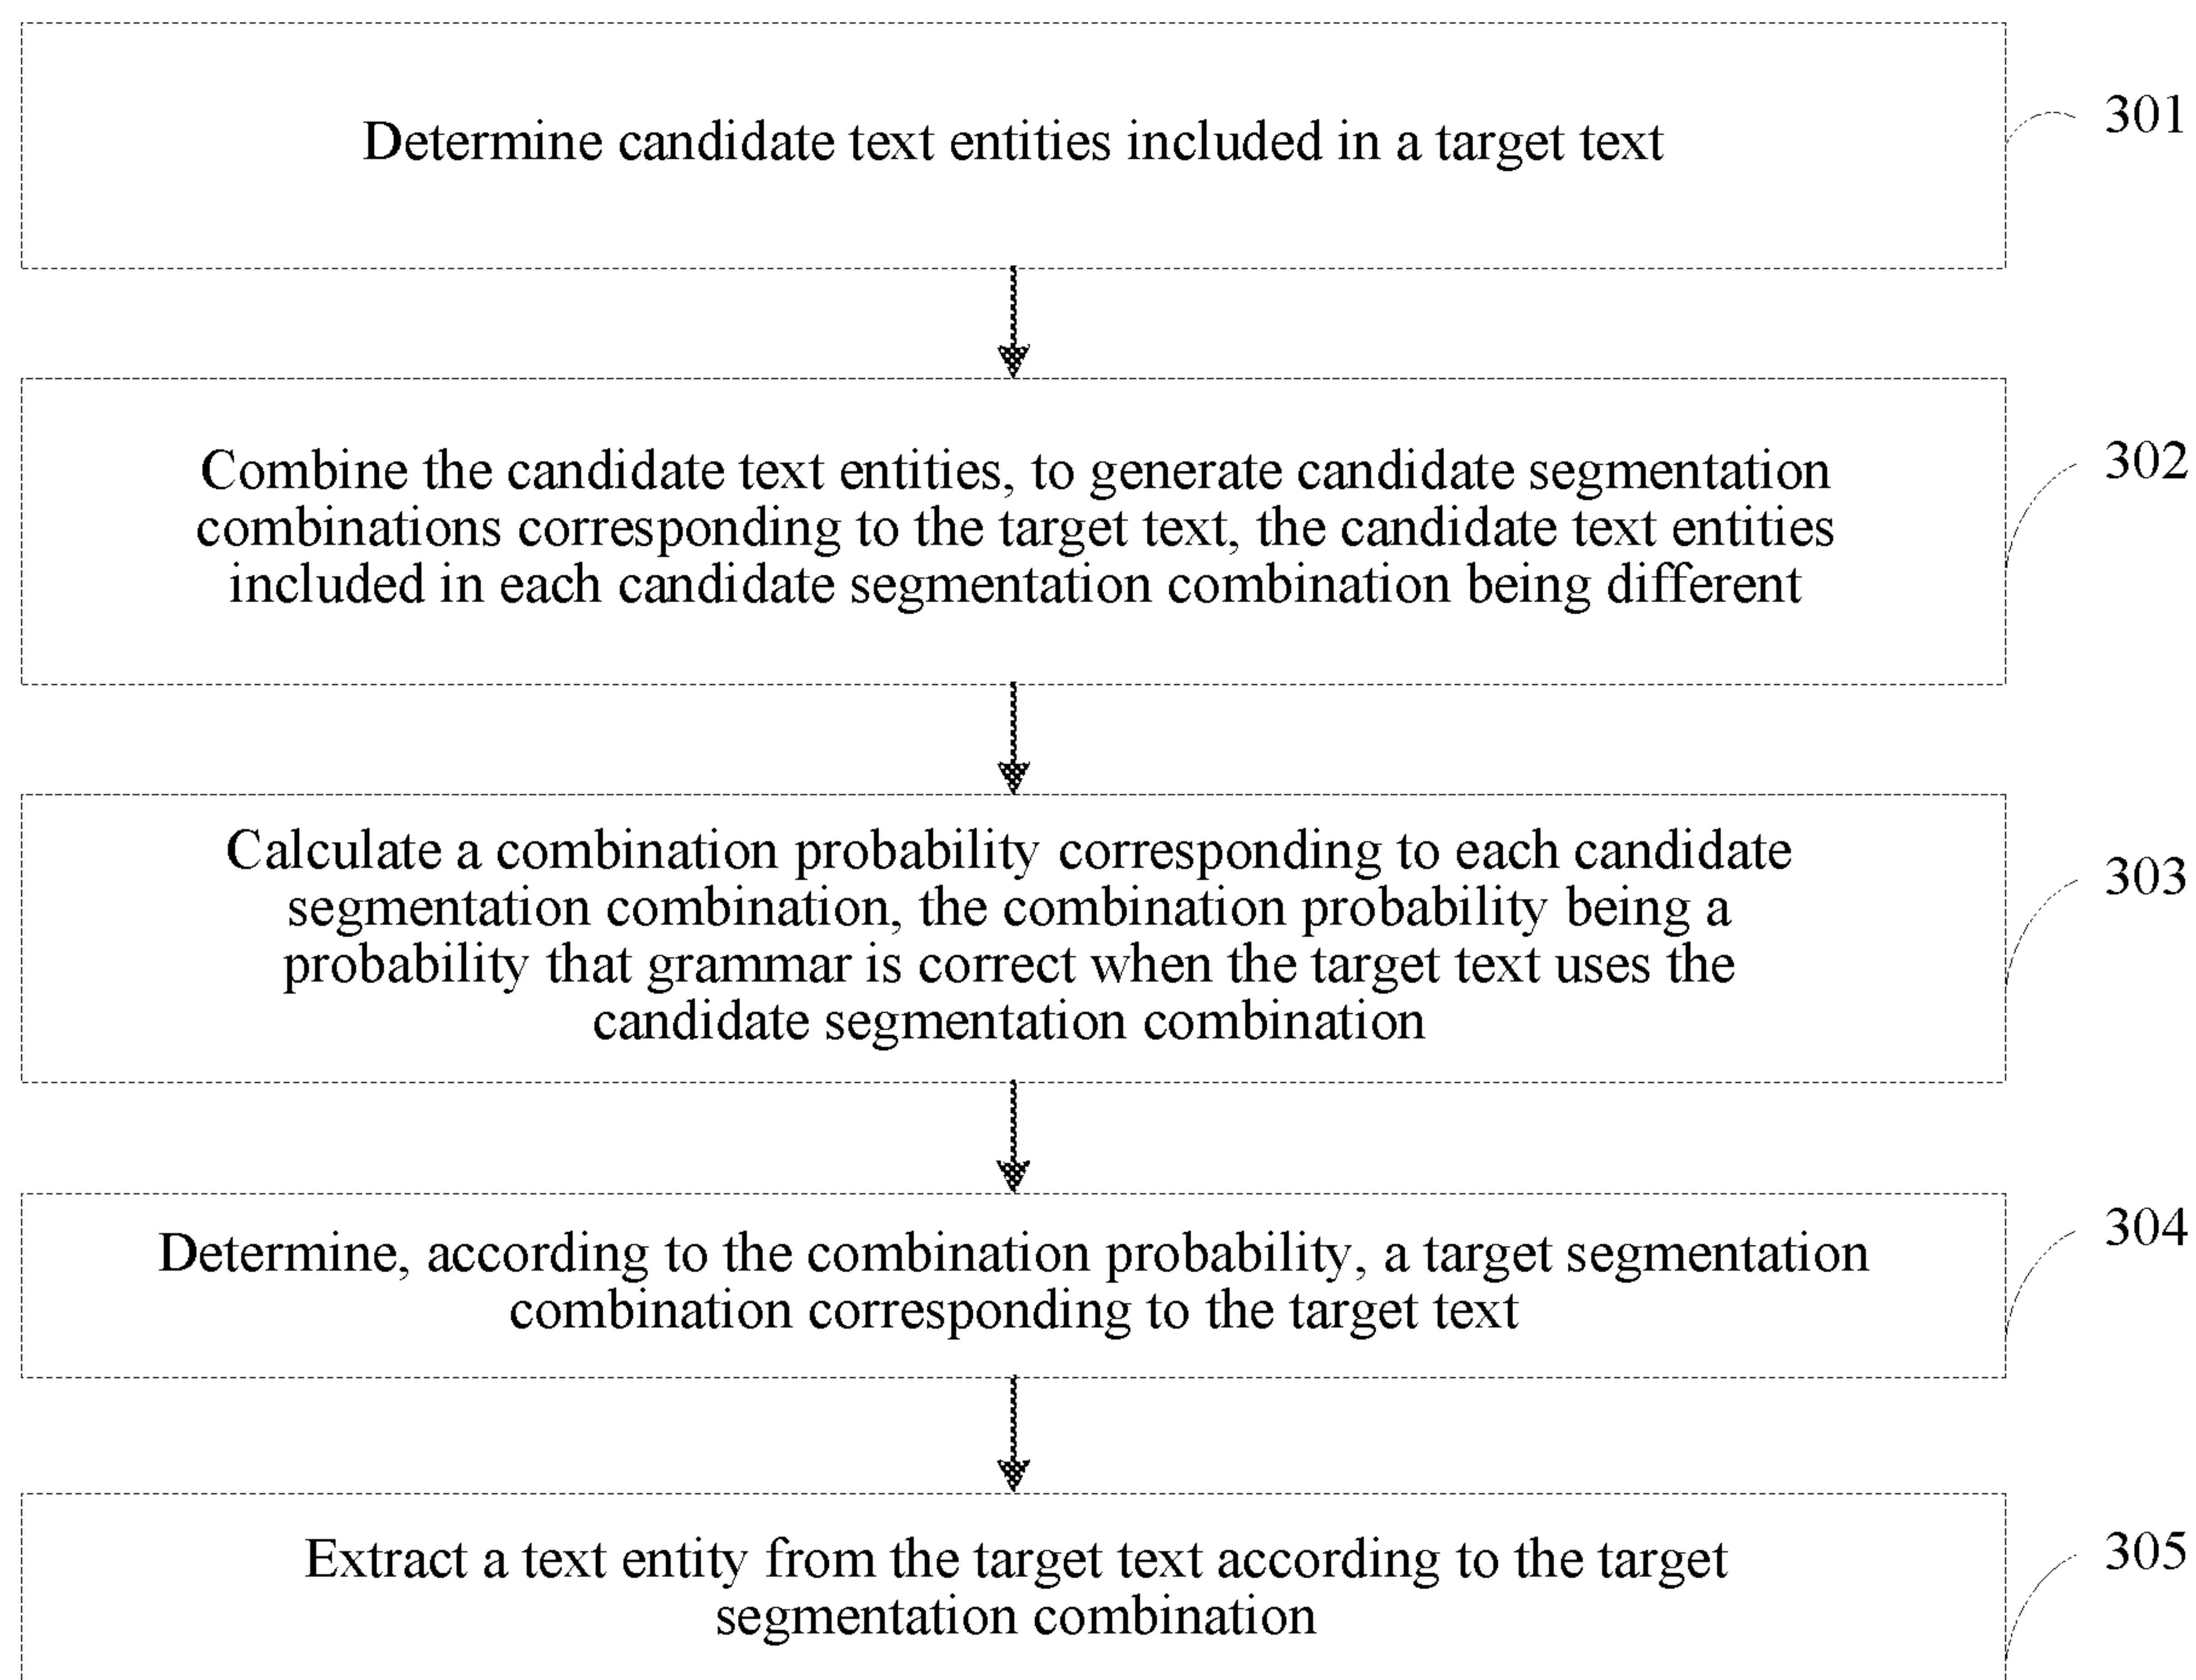 Determine candidate text entities included in a target text
301
Combine the candidate text entities, to generate candidate segmentation
combinations corresponding to the target text, the candidate text entities
included in each candidate segmentation combination being different
302
Calculate a combination probability corresponding to each candidate
segmentation combination, the combination probability being a
probability that grammar is correct when the target text uses the
candidate segmentation combination
303
Determine, according to the combination probability, a target segmentation
combination corresponding to the target text
304
Extract a text entity from the target text according to the target
segmentation combination
305